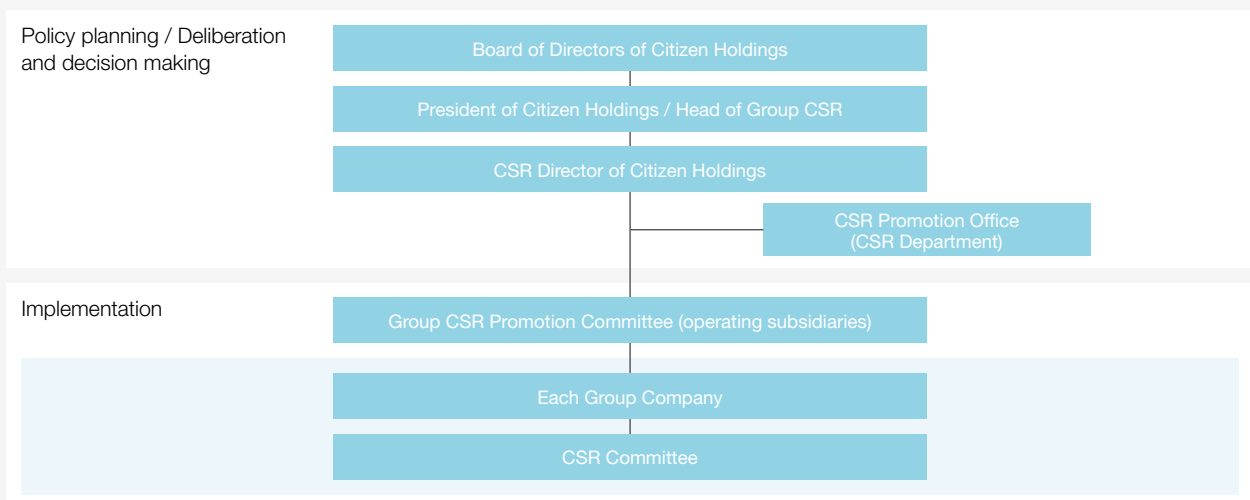 Policy planning / Deliberation
and decision making
Board of Directors of Citizen Holdings
President of Citizen Holdings / Head of Group CSR
CSR Director of Citizen Holdings
CSR Promotion Office
(CSR Department)
Implementation
Group CSR Promotion Committee (operating subsidiaries)
Each Group Company
CSR Committee